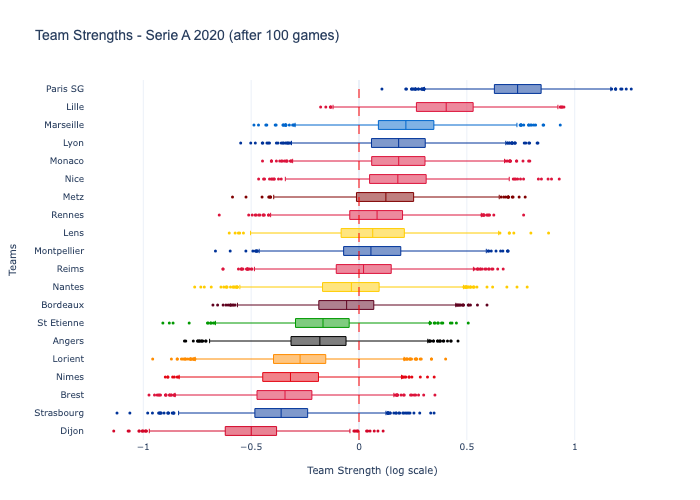 Team Strengths - Serie A 2020 (after 100 games)
Paris SG
Lille
Marseille
Lyon
Monaco
Nice
Metz
Rennes
Lens
Montpellier
Reims
Nantes
Bordeaux
St Etienne
Angers
Lorient
Nimes
Brest
Strasbourg
Dijon
Teams
−1
−0.5
0
0.5
1
Team Strength (log scale)